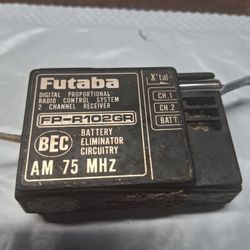 Futaba
DIGITAL PROPORTIONAL
RADIO CONTROL SYSTEM
2 CHANNEL RECEIVER
FP-R102GR
BEC
BATTERY
ELIMINATOR
CIRCUITRY
AM 75 MHZ
X'tal
CH.1
CH.2
BATT.